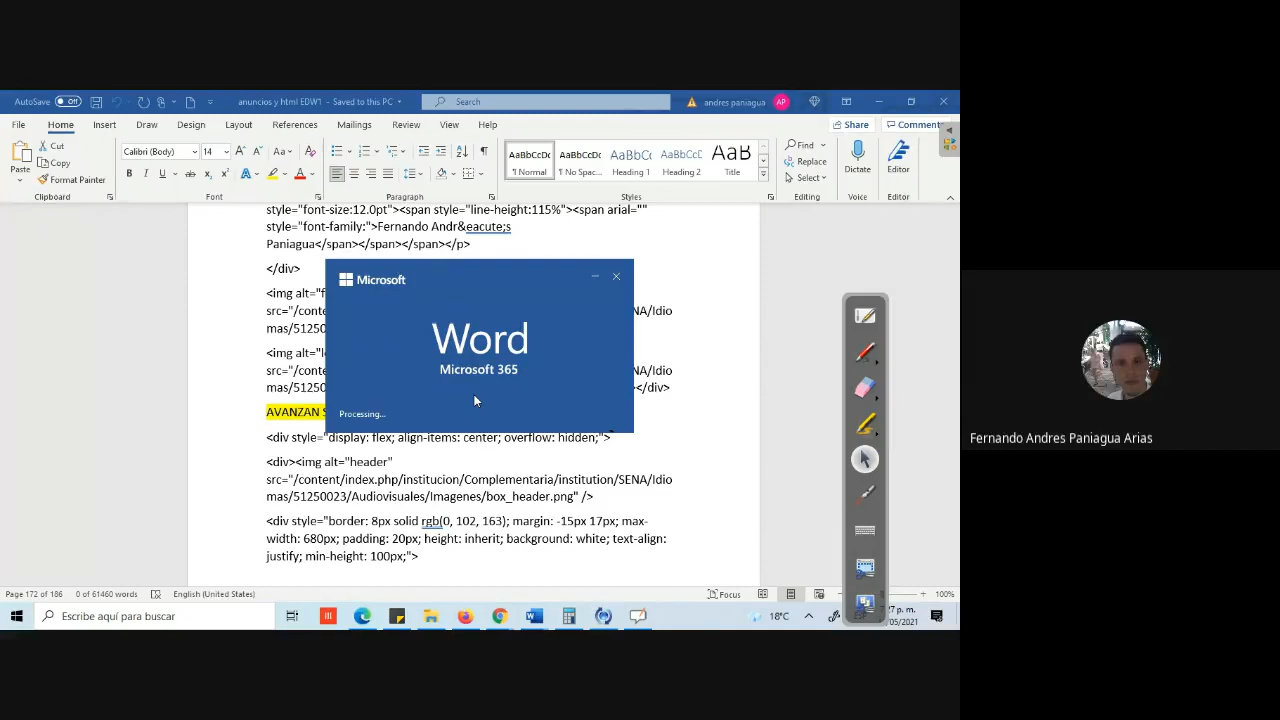 AutoSave Off
anuncios y html EDW1 - Saved to this PC
Search
andres paniagua AP
File Home Insert Draw Design Layout References Mailings Review View Help
Share Comment
Paste
Cut
Copy
Format Painter
Clipboard
Calibri (Body) 14
Font
Paragraph
AaBbCcDc AaBbCcDc AaBbCc AaBbCcD AaB
¶ Normal ¶ No Spac... Heading 1 Heading 2 Title
Styles
Find
Replace
Select
Editing
Dictate
Voice
Editor
Editor
style="font-size:12.0pt"><span style="line-height:115%"><span arial=""
style="font-family:">Fernando Andr&eacute;s
Paniagua</span></span></span></p>
</div>
<img alt="f
src="/conte NA/Idio
mas/51250
<img alt="l
src="/conte NA/Idio
mas/51250 ></div>
Microsoft
Word
Microsoft 365
Processing...
AVANZAN S
<div style="display: flex; align-items: center; overflow: hidden;">
<div><img alt="header"
src="/content/index.php/institucion/Complementaria/institution/SENA/Idio
mas/51250023/Audiovisuales/Imagenes/box_header.png" />
<div style="border: 8px solid rgb(0, 102, 163); margin: -15px 17px; max-
width: 680px; padding: 20px; height: inherit; background: white; text-align:
justify; min-height: 100px;">
Page 172 of 186 0 of 61460 words English (United States) Focus 100%
Escribe aquí para buscar
18°C
27 p. m.
/05/2021
Fernando Andres Paniagua Arias